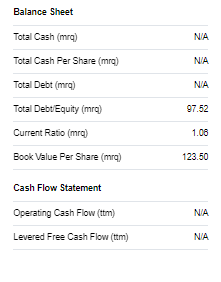 Balance Sheet
Total Cash (mrq) N/A
Total Cash Per Share (mrq) N/A
Total Debt (mrq) N/A
Total Debt/Equity (mrq) 97.52
Current Ratio (mrq) 1.06
Book Value Per Share (mrq) 123.50
Cash Flow Statement
Operating Cash Flow (ttm) N/A
Levered Free Cash Flow (ttm) N/A